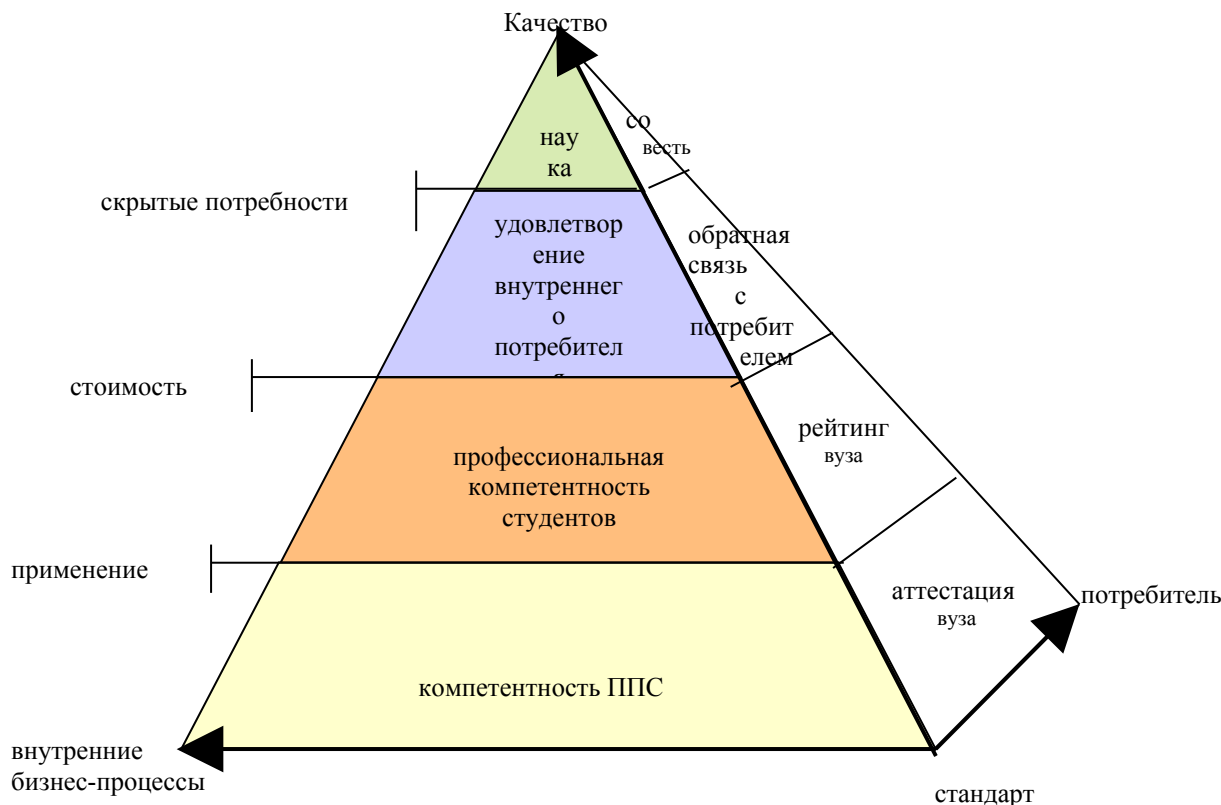 Качество
нау
ка
со
весть
скрытые потребности
удовлетвор
ение
внутреннег
о
потребител
я
обратная
связь
с
потребит
елем
стоимость
рейтинг
вуза
профессиональная
компетентность
студентов
применение
аттестация
вуза
потребитель
компетентность ППС
внутренние
бизнес-процессы
стандарт